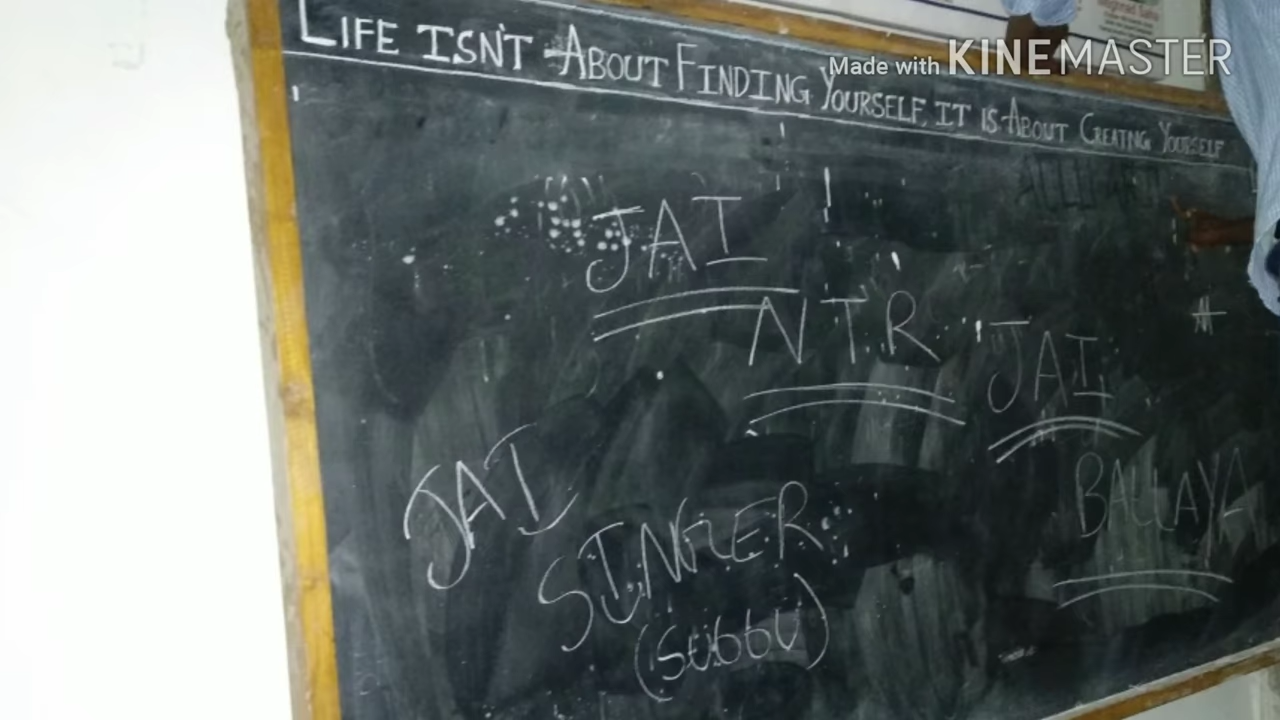 Made with KINEMASTER
LIFE ISN'T ABOUT FINDING YOURSELF, IT IS ABOUT CREATING YOURSELF
JAI
NTR
JAI
BALLAYA
JAI
SINGER
(SUBBU)